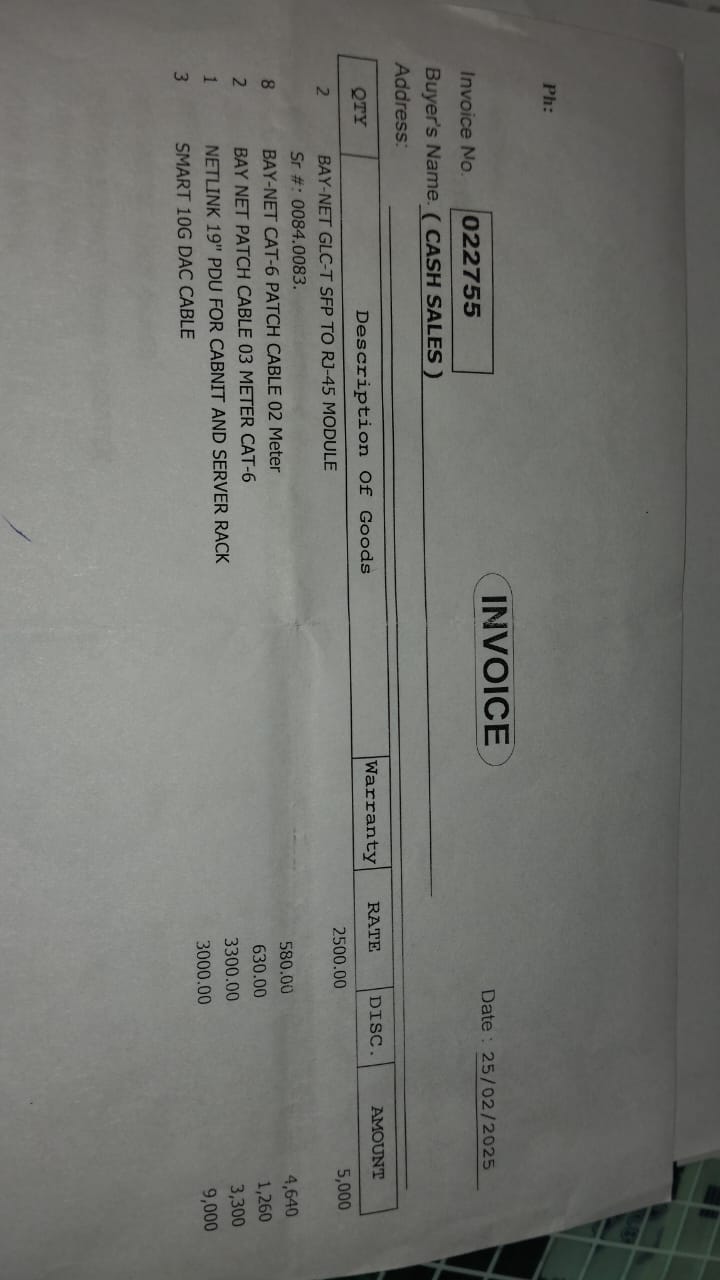 Ph:
INVOICE
Invoice No. 022755 Date : 25/02/2025
Buyer's Name. ( CASH SALES )
Address:
QTY Description Of Goods Warranty RATE DISC. AMOUNT
2 BAY-NET GLC-T SFP TO RJ-45 MODULE 2500.00 5,000
Sr #: 0084.0083.
8 BAY-NET CAT-6 PATCH CABLE 02 Meter 580.00 4,640
2 BAY NET PATCH CABLE 03 METER CAT-6 630.00 1,260
1 NETLINK 19" PDU FOR CABNIT AND SERVER RACK 3300.00 3,300
3 SMART 10G DAC CABLE 3000.00 9,000